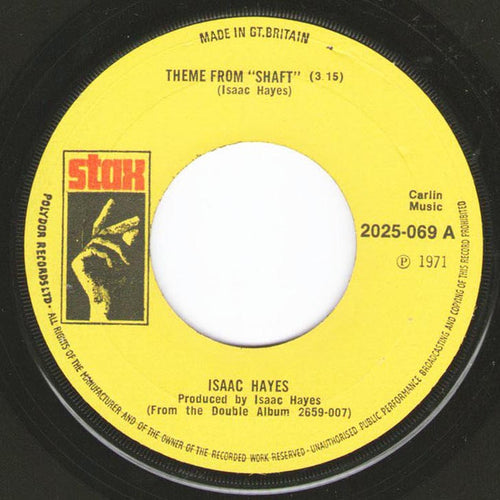 MADE IN GT. BRITAIN
THEME FROM "SHAFT" (3 15)
(Isaac Hayes)
stax
Carlin
Music
2025-069 A
Ⓟ 1971
ISAAC HAYES
Produced by Isaac Hayes
(From the Double Album 2659-007)
POLYDOR RECORDS LTD · ALL RIGHTS OF THE MANUFACTURER AND OF THE OWNER OF THE RECORDED WORK RESERVED · UNAUTHORISED PUBLIC PERFORMANCE BROADCASTING AND COPYING OF THIS RECORD PROHIBITED